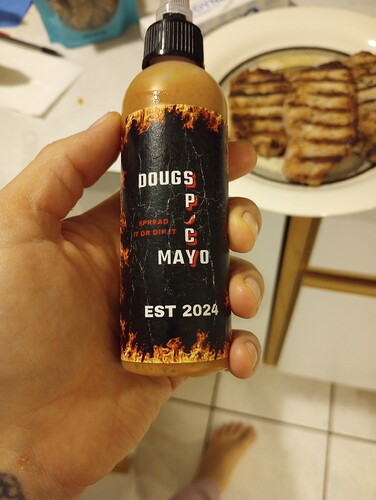 DOUGS
SPICY
SPREAD
IT OR DIP IT
MAYO
EST 2024